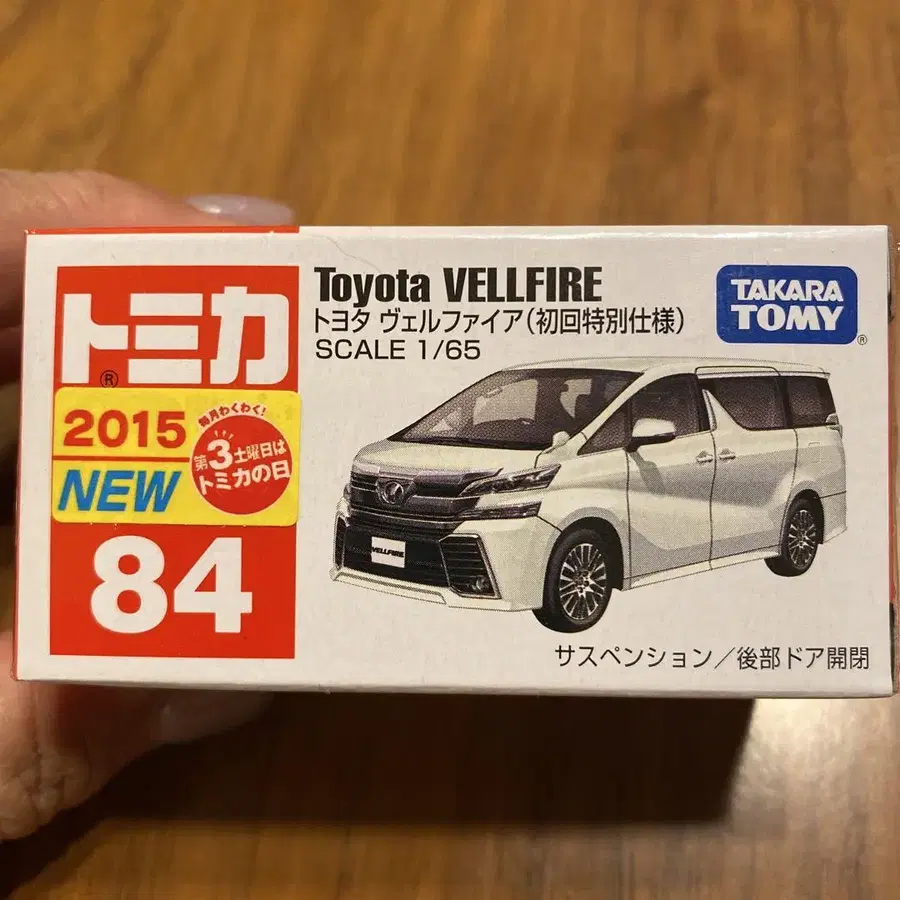 トミカ
®
2015
NEW
毎月わくわく!
第3土曜日は
トミカの日
84
Toyota VELLFIRE
トヨタ ヴェルファイア(初回特別仕様)
SCALE 1/65
TAKARA
TOMY
®
VELLFIRE
サスペンション/後部ドア開閉